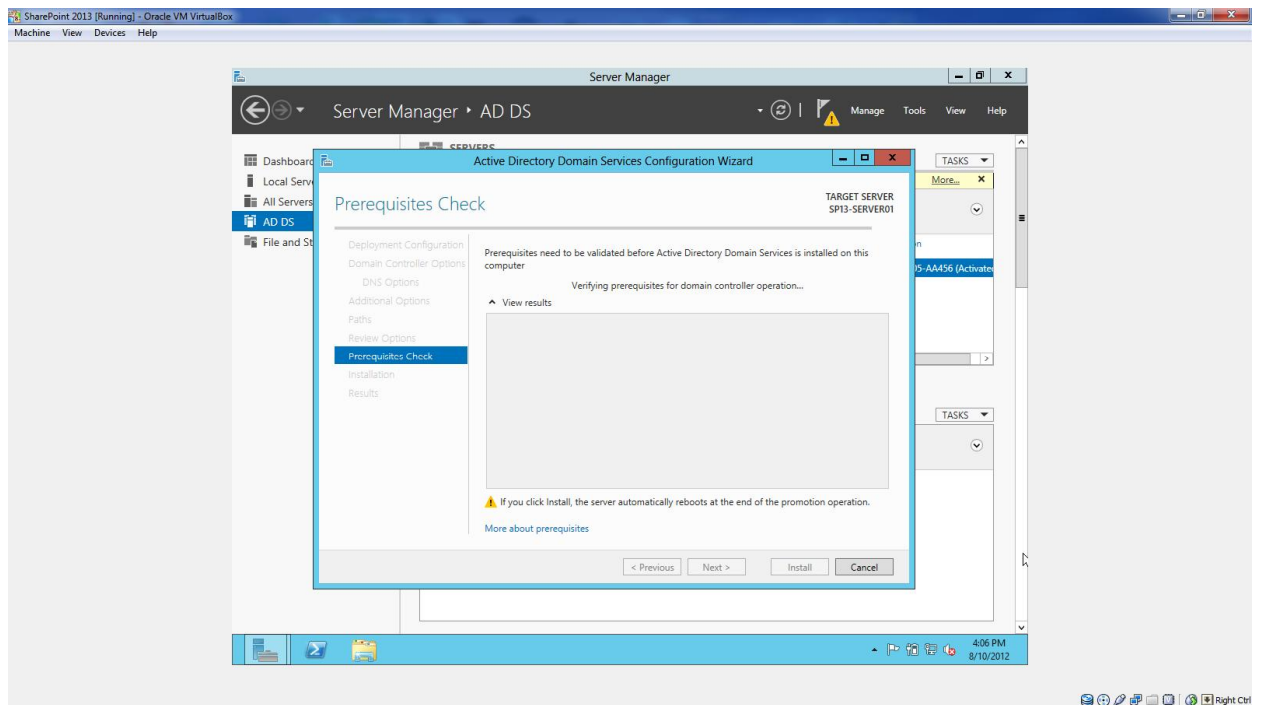 SharePoint 2013 [Running] - Oracle VM VirtualBox
Machine View Devices Help
Server Manager
Server Manager ‣ AD DS
Manage Tools View Help
Dashboard
Local Serve
All Servers
AD DS
File and St
SERVERS
TASKS
More...
n
05-AA456 (Activated
TASKS
Active Directory Domain Services Configuration Wizard
Prerequisites Check
TARGET SERVER
SP13-SERVER01
Deployment Configuration
Domain Controller Options
DNS Options
Additional Options
Paths
Review Options
Prerequisites Check
Installation
Results
Prerequisites need to be validated before Active Directory Domain Services is installed on this
computer
Verifying prerequisites for domain controller operation...
View results
If you click Install, the server automatically reboots at the end of the promotion operation.
More about prerequisites
< Previous Next > Install Cancel
4:06 PM
8/10/2012
Right Ctrl